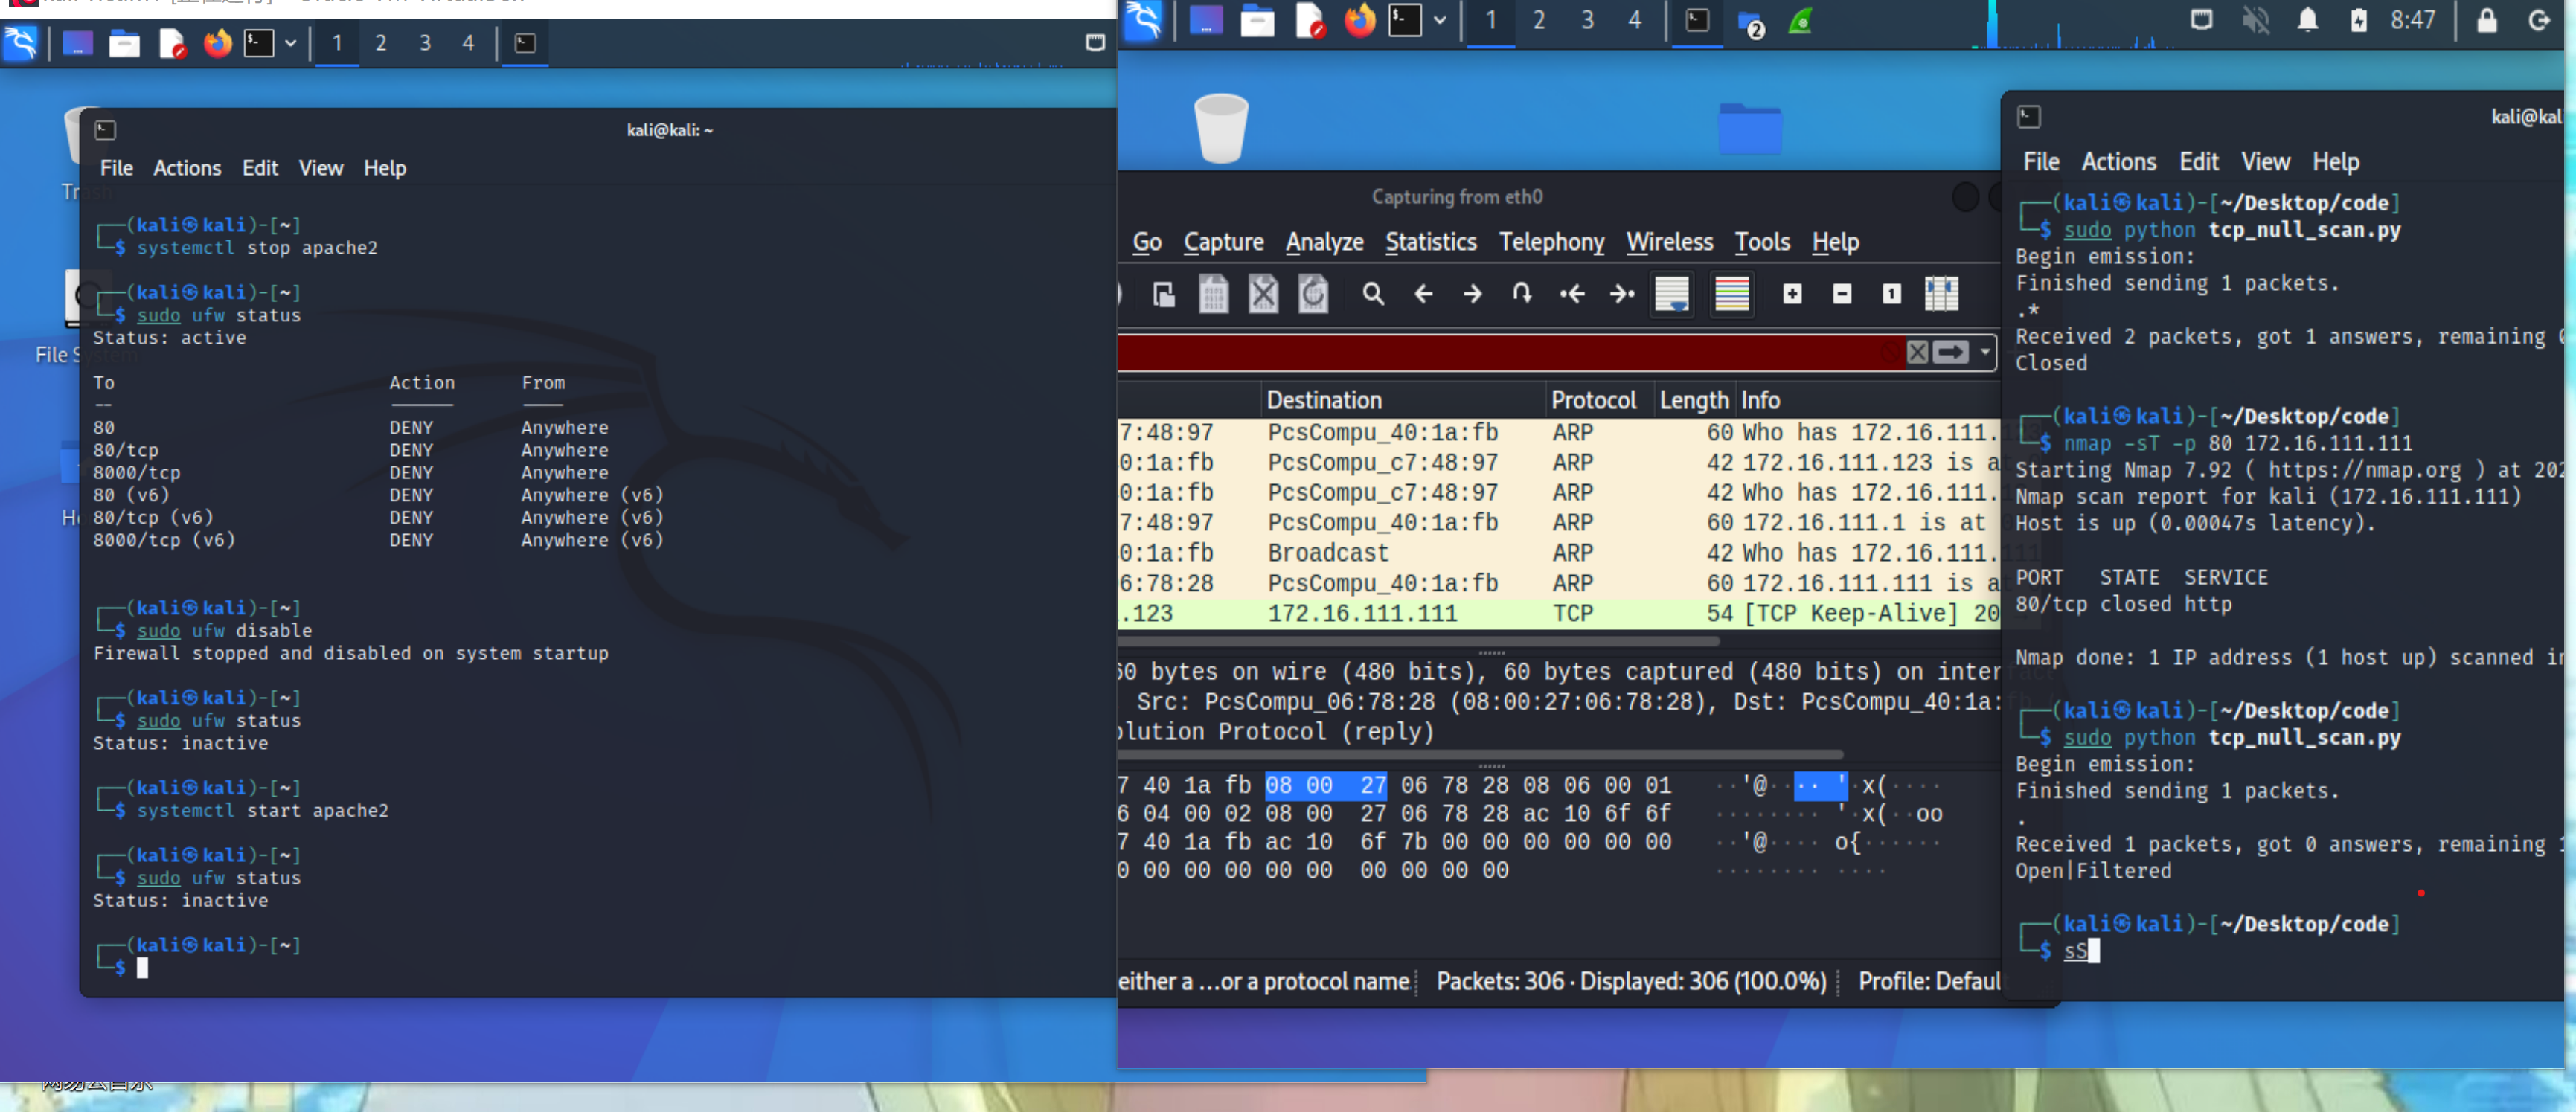 1 2 3 4
kali@kali: ~
File Actions Edit View Help
┌──(kali㉿kali)-[~]
└─$ systemctl stop apache2
┌──(kali㉿kali)-[~]
└─$ sudo ufw status
Status: active
To Action From
-- ------ ----
80 DENY Anywhere
80/tcp DENY Anywhere
8000/tcp DENY Anywhere
80 (v6) DENY Anywhere (v6)
80/tcp (v6) DENY Anywhere (v6)
8000/tcp (v6) DENY Anywhere (v6)
┌──(kali㉿kali)-[~]
└─$ sudo ufw disable
Firewall stopped and disabled on system startup
┌──(kali㉿kali)-[~]
└─$ sudo ufw status
Status: inactive
┌──(kali㉿kali)-[~]
└─$ systemctl start apache2
┌──(kali㉿kali)-[~]
└─$ sudo ufw status
Status: inactive
┌──(kali㉿kali)-[~]
└─$
File
1 2 3 4
2
8:47
Capturing from eth0
Go Capture Analyze Statistics Telephony Wireless Tools Help
Destination Protocol Length Info
7:48:97 PcsCompu_40:1a:fb ARP 60 Who has 172.16.111.
0:1a:fb PcsCompu_c7:48:97 ARP 42 172.16.111.123 is at
0:1a:fb PcsCompu_c7:48:97 ARP 42 Who has 172.16.111.
7:48:97 PcsCompu_40:1a:fb ARP 60 172.16.111.1 is at
0:1a:fb Broadcast ARP 42 Who has 172.16.111.
6:78:28 PcsCompu_40:1a:fb ARP 60 172.16.111.111 is at
.123 172.16.111.111 TCP 54 [TCP Keep-Alive] 20
60 bytes on wire (480 bits), 60 bytes captured (480 bits) on interface
Src: PcsCompu_06:78:28 (08:00:27:06:78:28), Dst: PcsCompu_40:1a:fb
olution Protocol (reply)
7 40 1a fb 08 00 27 06 78 28 08 06 00 01 ··'@·· ··'·x(····
6 04 00 02 08 00 27 06 78 28 ac 10 6f 6f ········ '·x(··oo
7 40 1a fb ac 10 6f 7b 00 00 00 00 00 00 ··'@···· o{······
0 00 00 00 00 00 00 00 00 00 ········ ····
either a …or a protocol name Packets: 306 · Displayed: 306 (100.0%) Profile: Default
kali@kal
File Actions Edit View Help
┌──(kali㉿kali)-[~/Desktop/code]
└─$ sudo python tcp_null_scan.py
Begin emission:
Finished sending 1 packets.
.*
Received 2 packets, got 1 answers, remaining 0
Closed
┌──(kali㉿kali)-[~/Desktop/code]
└─$ nmap -sT -p 80 172.16.111.111
Starting Nmap 7.92 ( https://nmap.org ) at 202
Nmap scan report for kali (172.16.111.111)
Host is up (0.00047s latency).
PORT STATE SERVICE
80/tcp closed http
Nmap done: 1 IP address (1 host up) scanned in
┌──(kali㉿kali)-[~/Desktop/code]
└─$ sudo python tcp_null_scan.py
Begin emission:
Finished sending 1 packets.
.
Received 1 packets, got 0 answers, remaining 1
Open|Filtered
┌──(kali㉿kali)-[~/Desktop/code]
└─$ sS